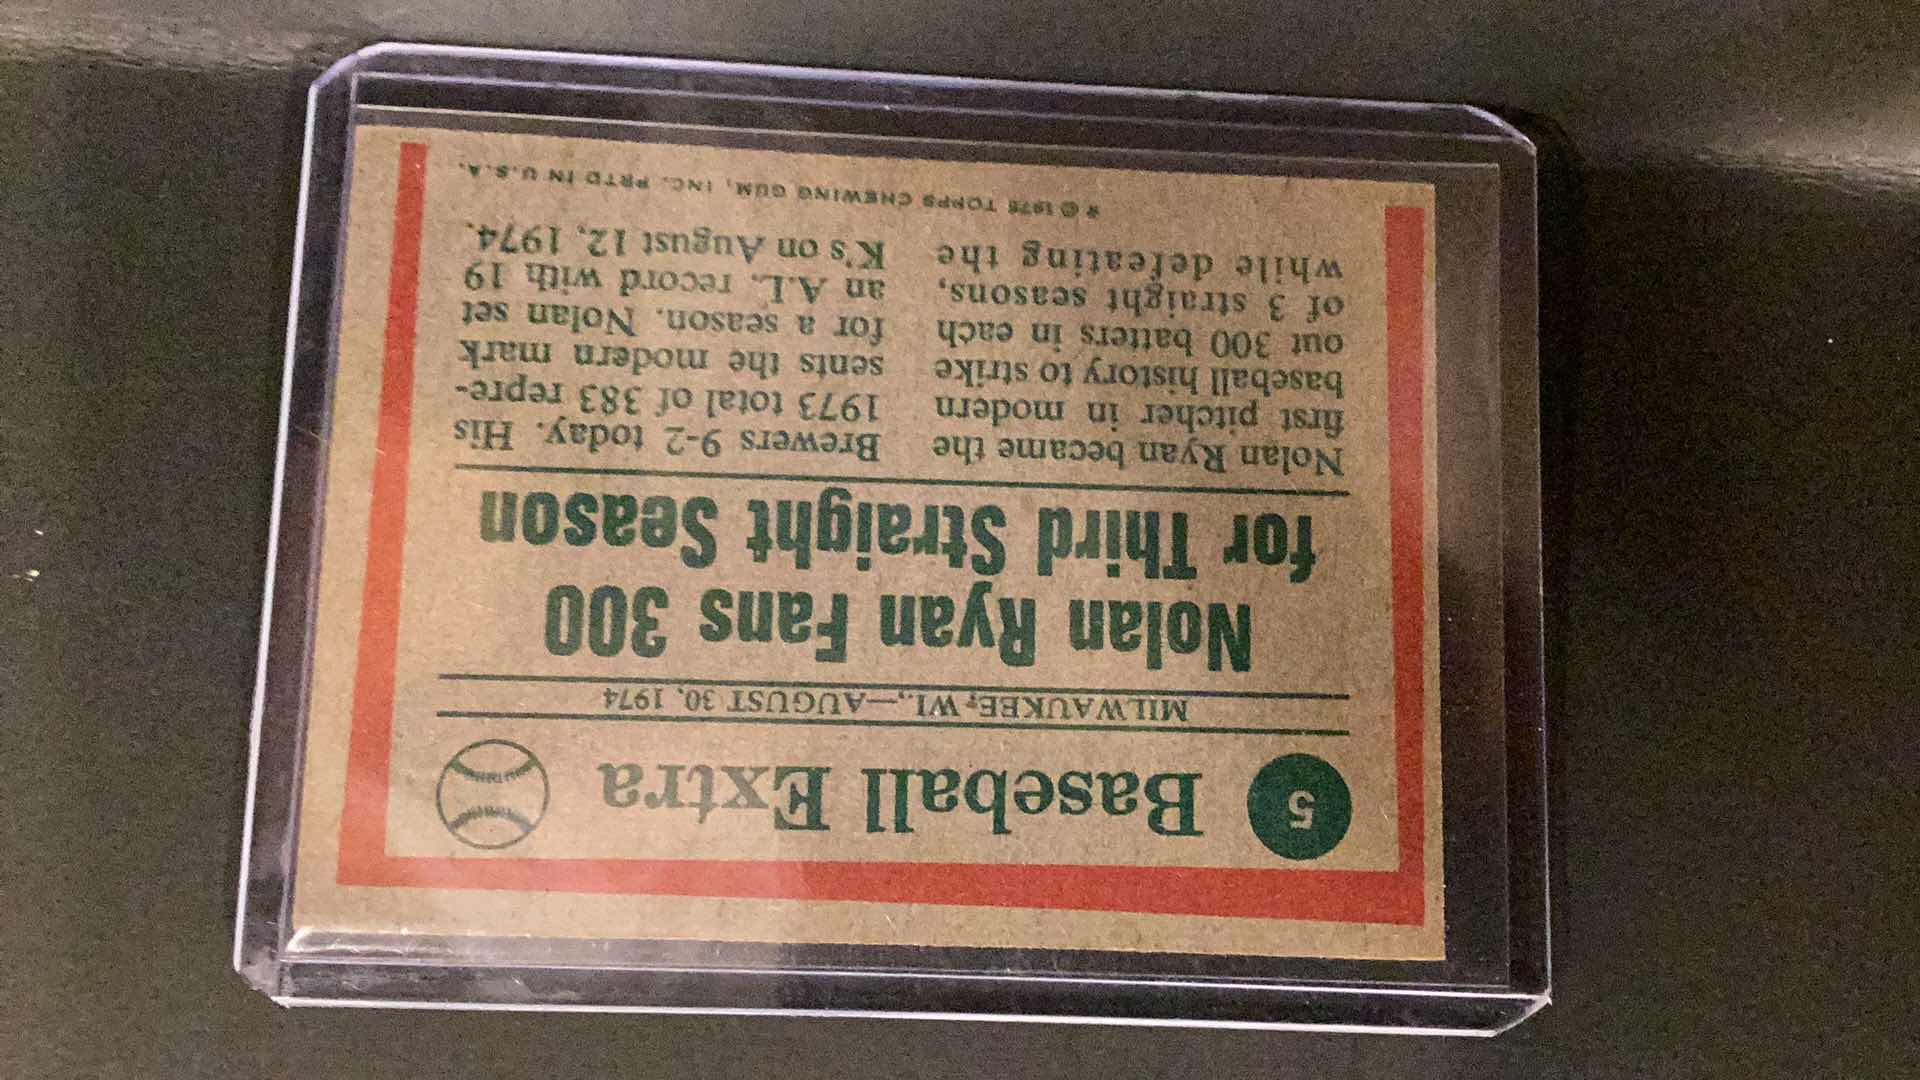 5 Baseball Extra
MILWAUKEE, WI.,—AUGUST 30, 1974
Nolan Ryan Fans 300
for Third Straight Season
Nolan Ryan became the
first pitcher in modern
baseball history to strike
out 300 batters in each
of 3 straight seasons,
while defeating the
Brewers 9-2 today. His
1973 total of 383 repre-
sents the modern mark
for a season. Nolan set
an A.L. record with 19
K's on August 12, 1974.
* © 1975 TOPPS CHEWING GUM, INC. PRTD IN U.S.A.